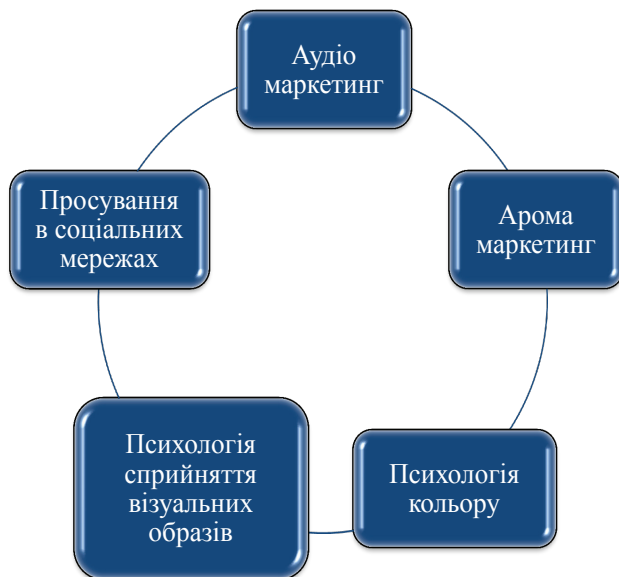 Аудіо
маркетинг
Арома
маркетинг
Психологія
кольору
Психологія
сприйняття
візуальних
образів
Просування
в соціальних
мережах